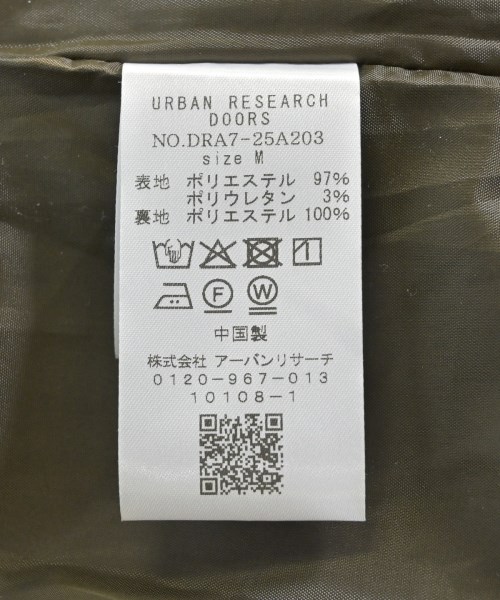 URBAN RESEARCH
DOORS
NO.DRA7-25A203
size M
表地 ポリエステル 97%
ポリウレタン 3%
裏地 ポリエステル 100%
F W
中国製
株式会社 アーバンリサーチ
0120-967-013
10108-1